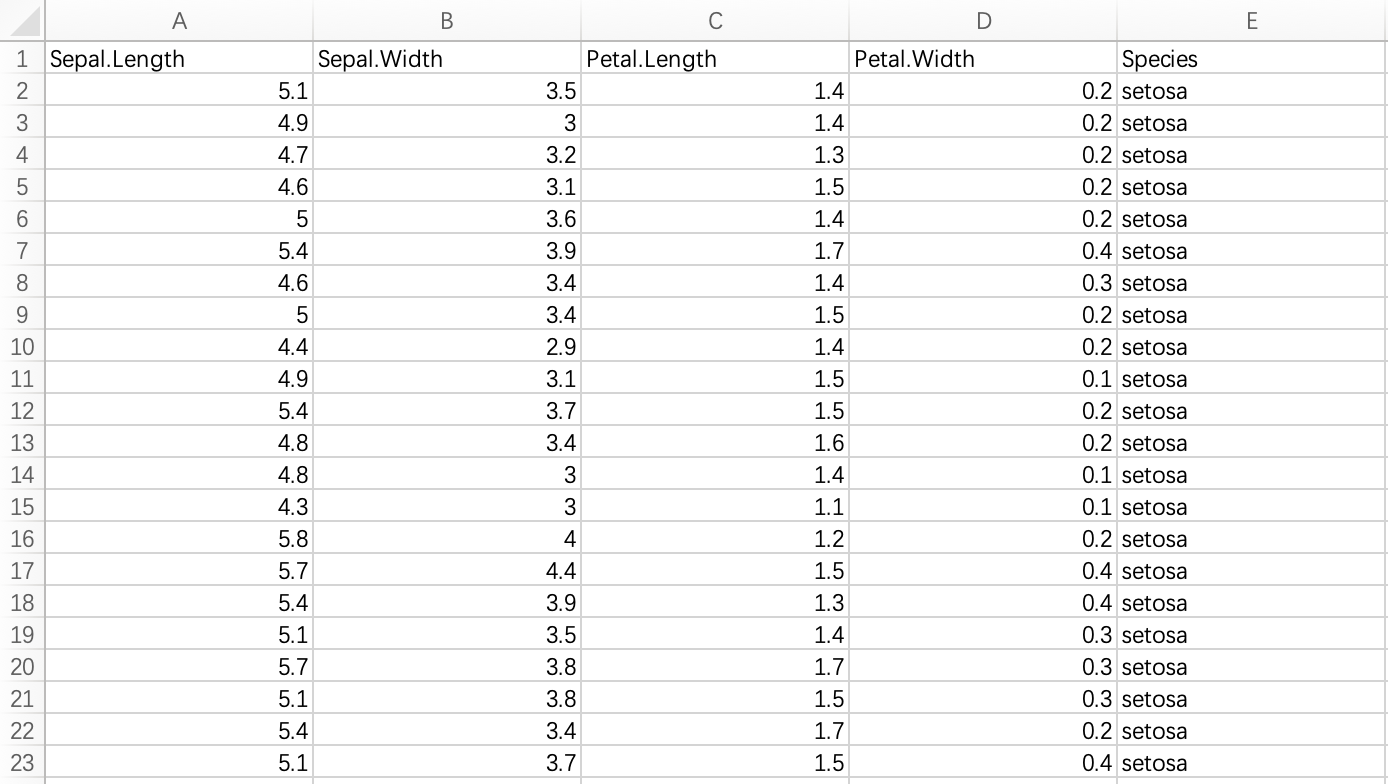 A B C D E
1 Sepal.Length Sepal.Width Petal.Length Petal.Width Species
2 5.1 3.5 1.4 0.2 setosa
3 4.9 3 1.4 0.2 setosa
4 4.7 3.2 1.3 0.2 setosa
5 4.6 3.1 1.5 0.2 setosa
6 5 3.6 1.4 0.2 setosa
7 5.4 3.9 1.7 0.4 setosa
8 4.6 3.4 1.4 0.3 setosa
9 5 3.4 1.5 0.2 setosa
10 4.4 2.9 1.4 0.2 setosa
11 4.9 3.1 1.5 0.1 setosa
12 5.4 3.7 1.5 0.2 setosa
13 4.8 3.4 1.6 0.2 setosa
14 4.8 3 1.4 0.1 setosa
15 4.3 3 1.1 0.1 setosa
16 5.8 4 1.2 0.2 setosa
17 5.7 4.4 1.5 0.4 setosa
18 5.4 3.9 1.3 0.4 setosa
19 5.1 3.5 1.4 0.3 setosa
20 5.7 3.8 1.7 0.3 setosa
21 5.1 3.8 1.5 0.3 setosa
22 5.4 3.4 1.7 0.2 setosa
23 5.1 3.7 1.5 0.4 setosa